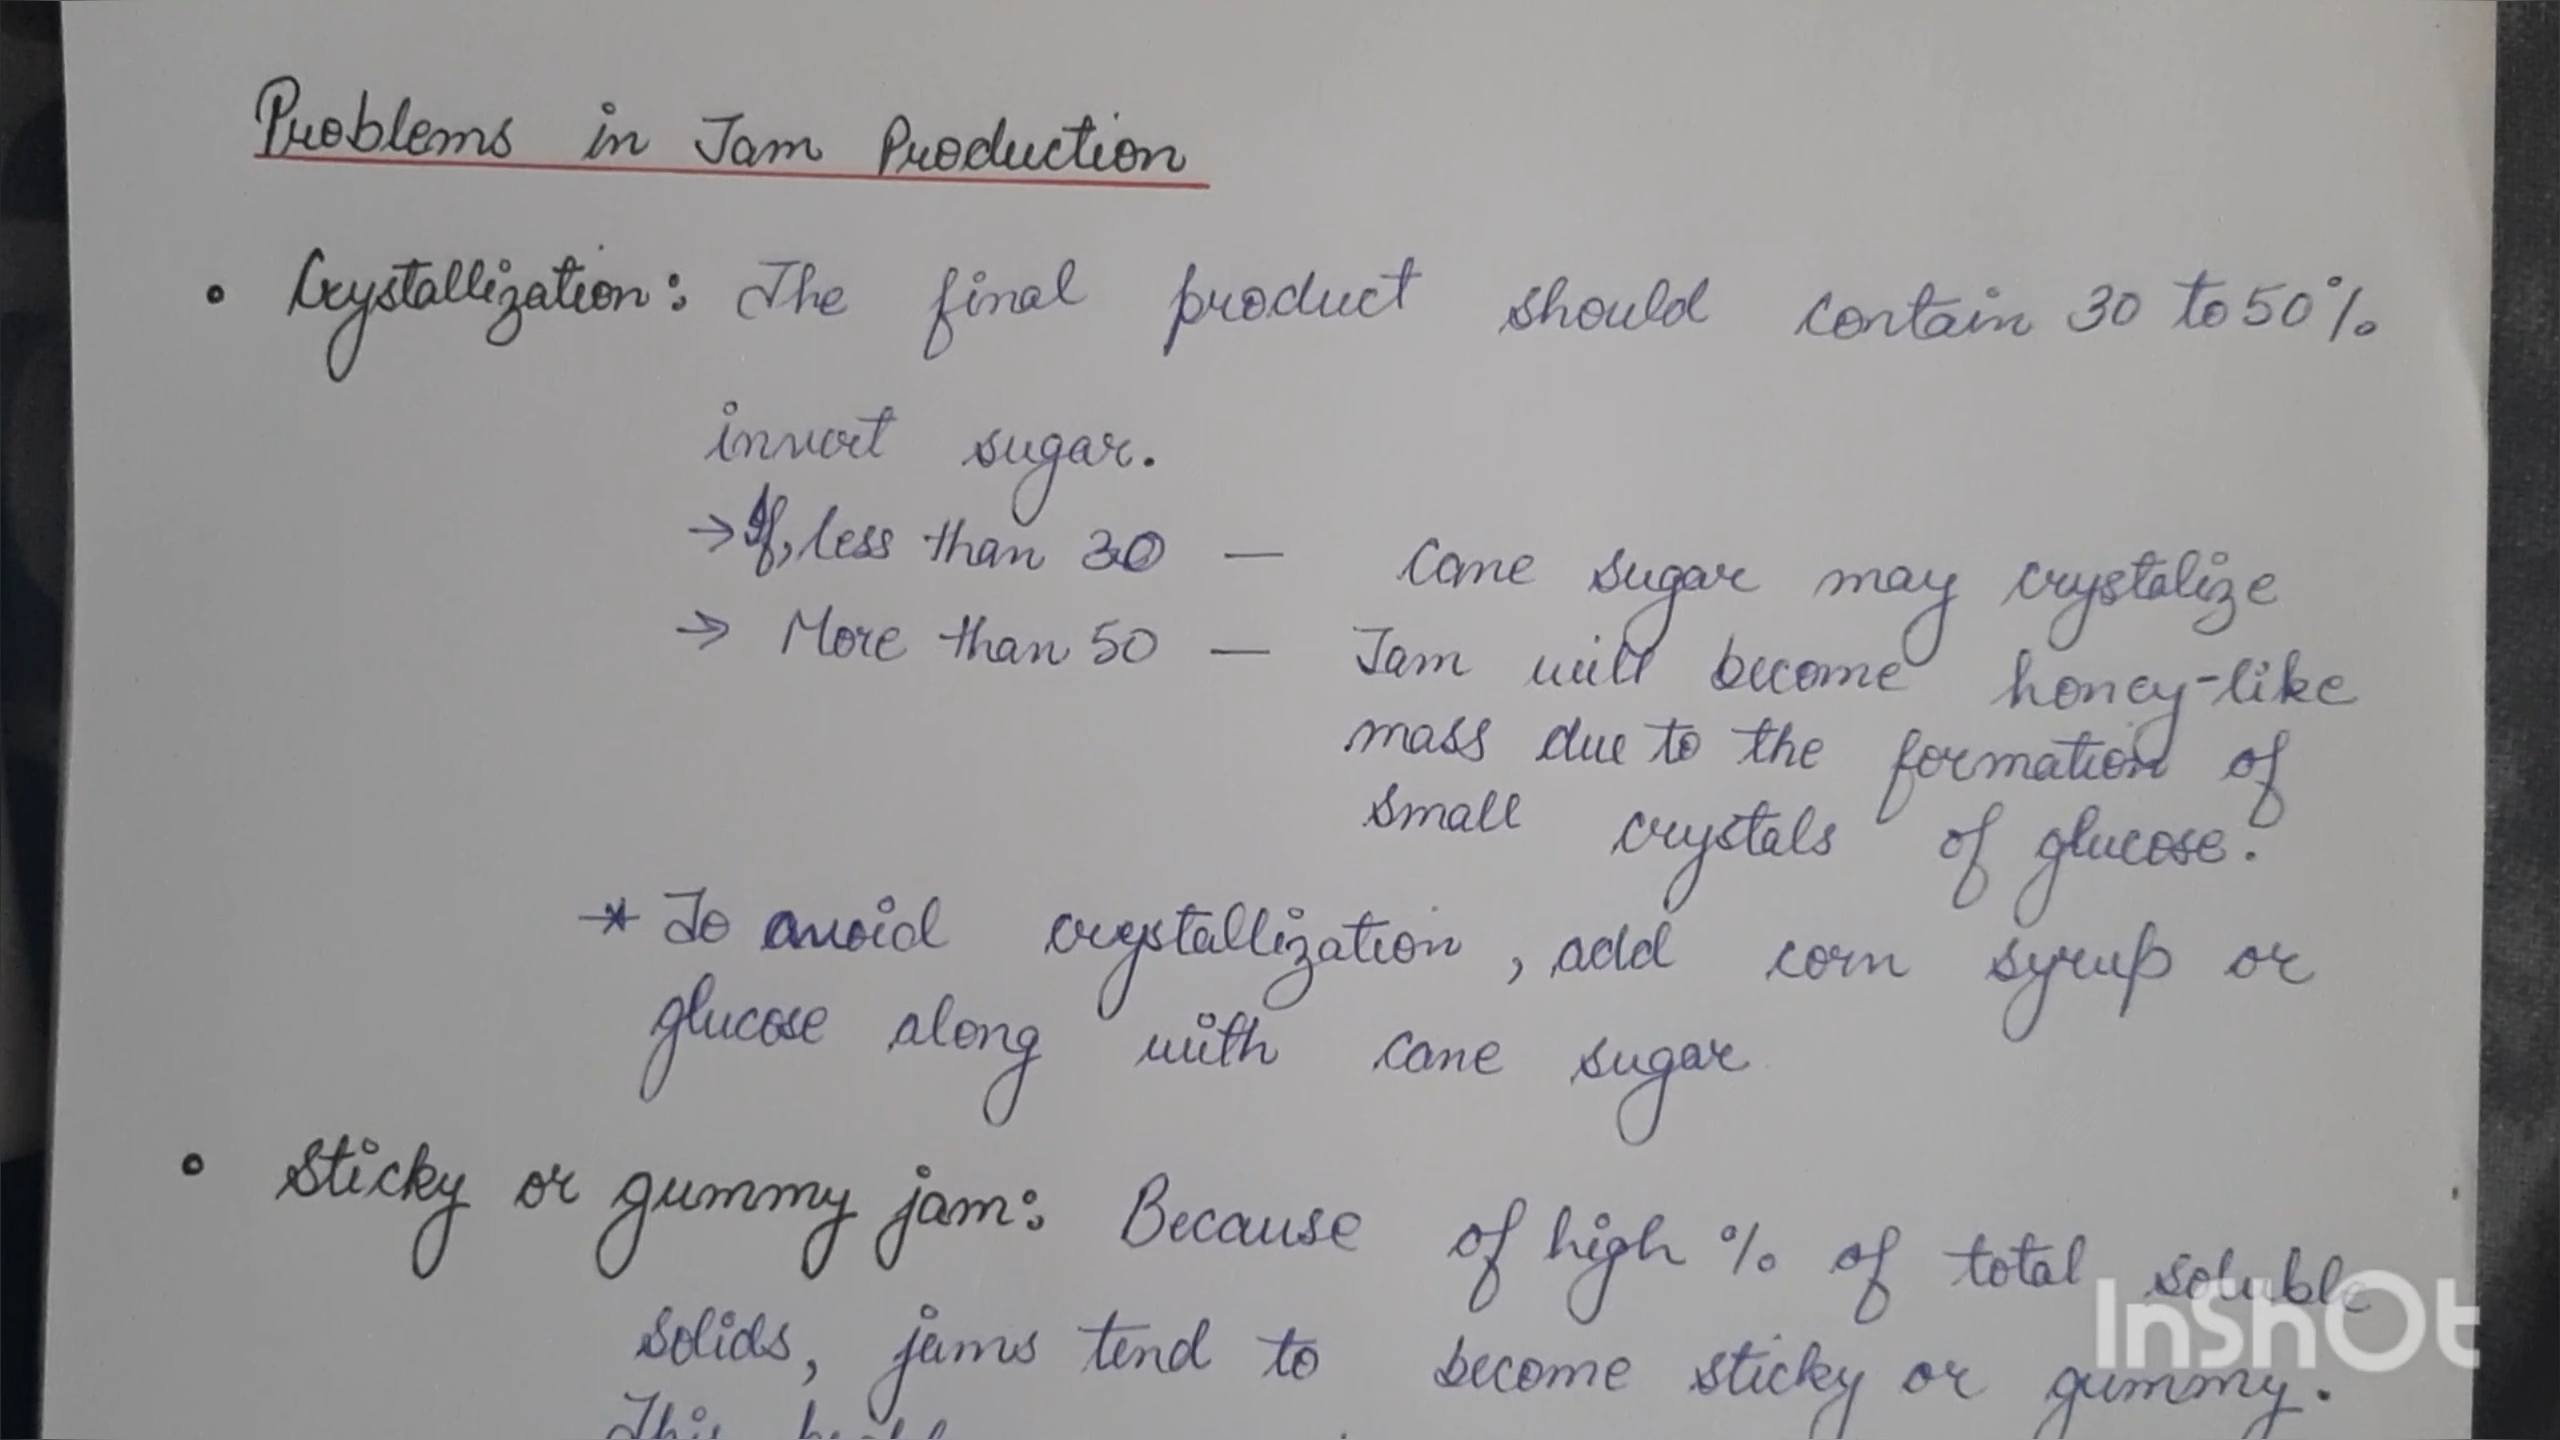 Problems in Jam Production
• Crystallization: The final product should contain 30 to 50%
invert sugar.
→ If, less than 30 — Cane sugar may crystalize
→ More than 50 — Jam will become honey-like
mass due to the formation of
small crystals of glucose.
* To avoid crystallization, add corn syrup or
glucose along with cane sugar
• Sticky or gummy jam: Because of high % of total soluble
solids, jams tend to become sticky or gummy.
This
InShOt